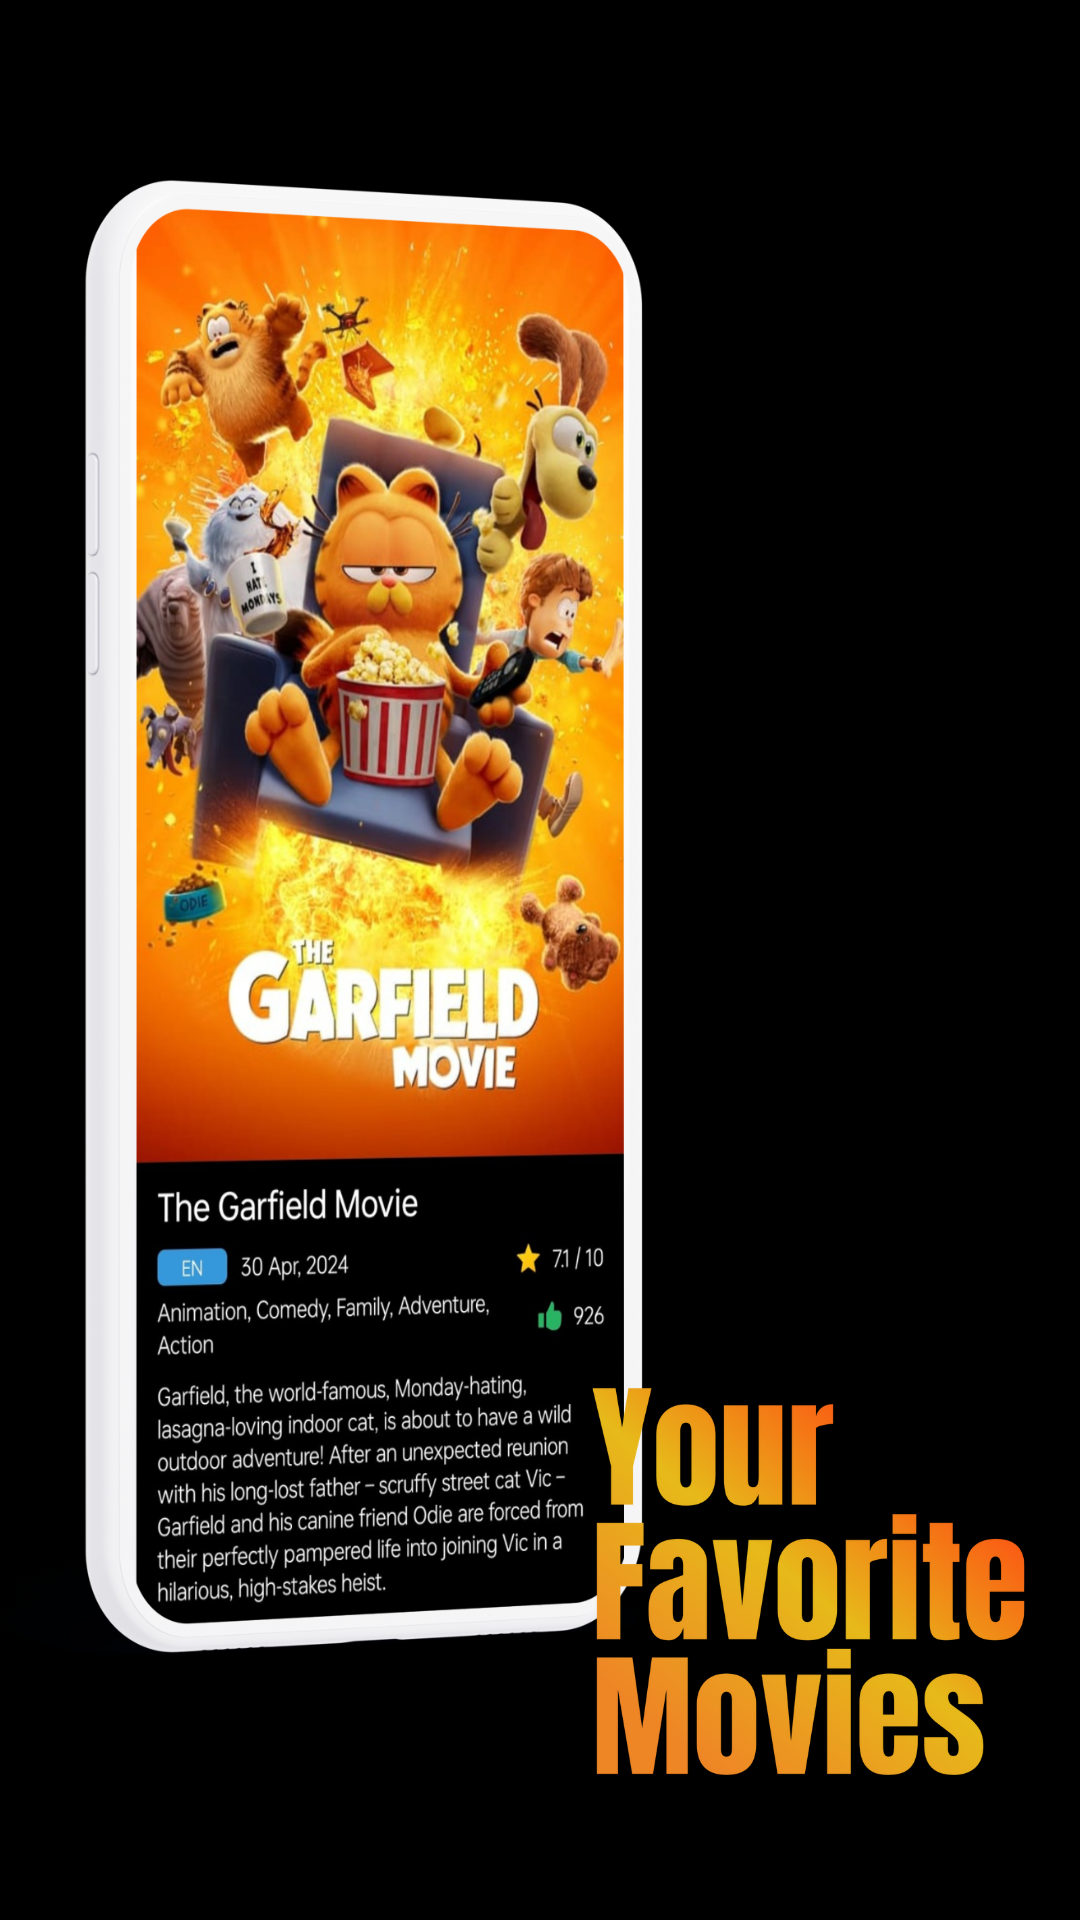 I
HATE
MONDAYS
ODIE
THE
GARFIELD
MOVIE
The Garfield Movie
EN
30 Apr, 2024
7.1 / 10
Animation, Comedy, Family, Adventure,
Action
926
Garfield, the world-famous, Monday-hating,
lasagna-loving indoor cat, is about to have a wild
outdoor adventure! After an unexpected reunion
with his long-lost father – scruffy street cat Vic –
Garfield and his canine friend Odie are forced from
their perfectly pampered life into joining Vic in a
hilarious, high-stakes heist.
Your
Favorite
Movies